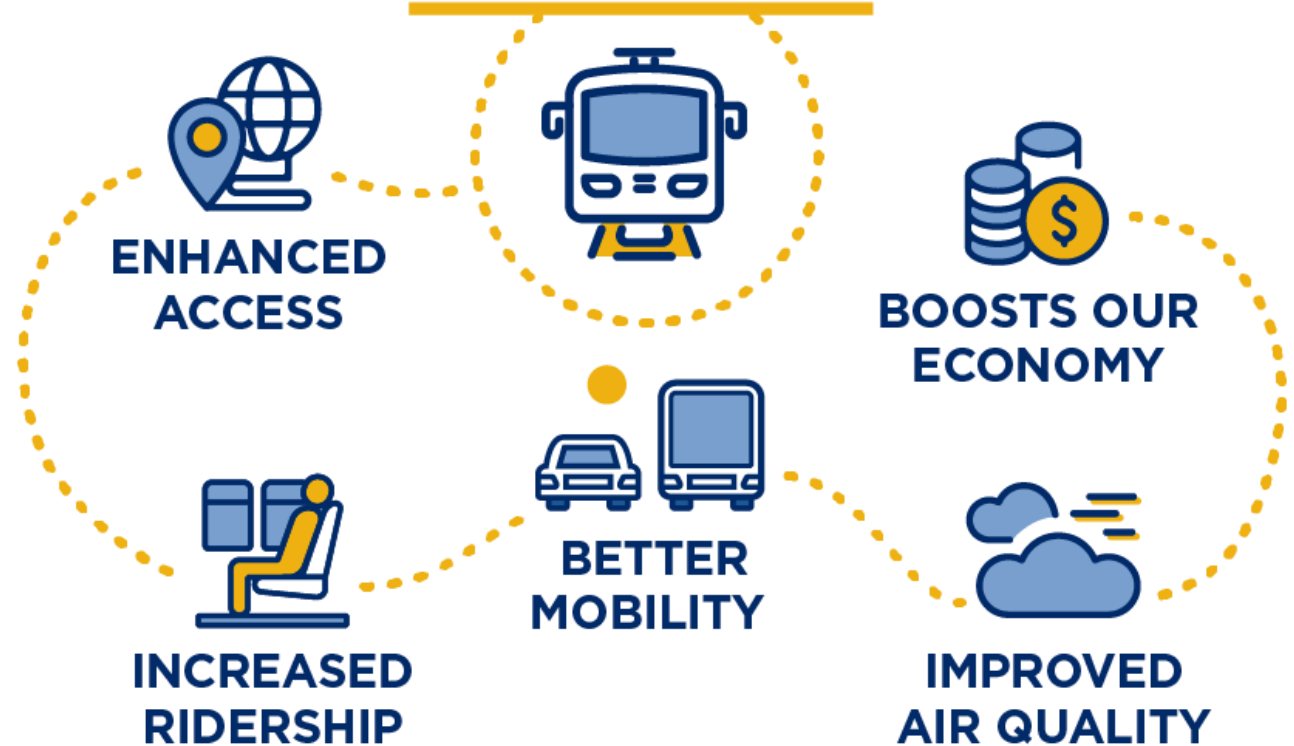 ENHANCED
ACCESS
BOOSTS OUR
ECONOMY
$
BETTER
MOBILITY
INCREASED
RIDERSHIP
IMPROVED
AIR QUALITY